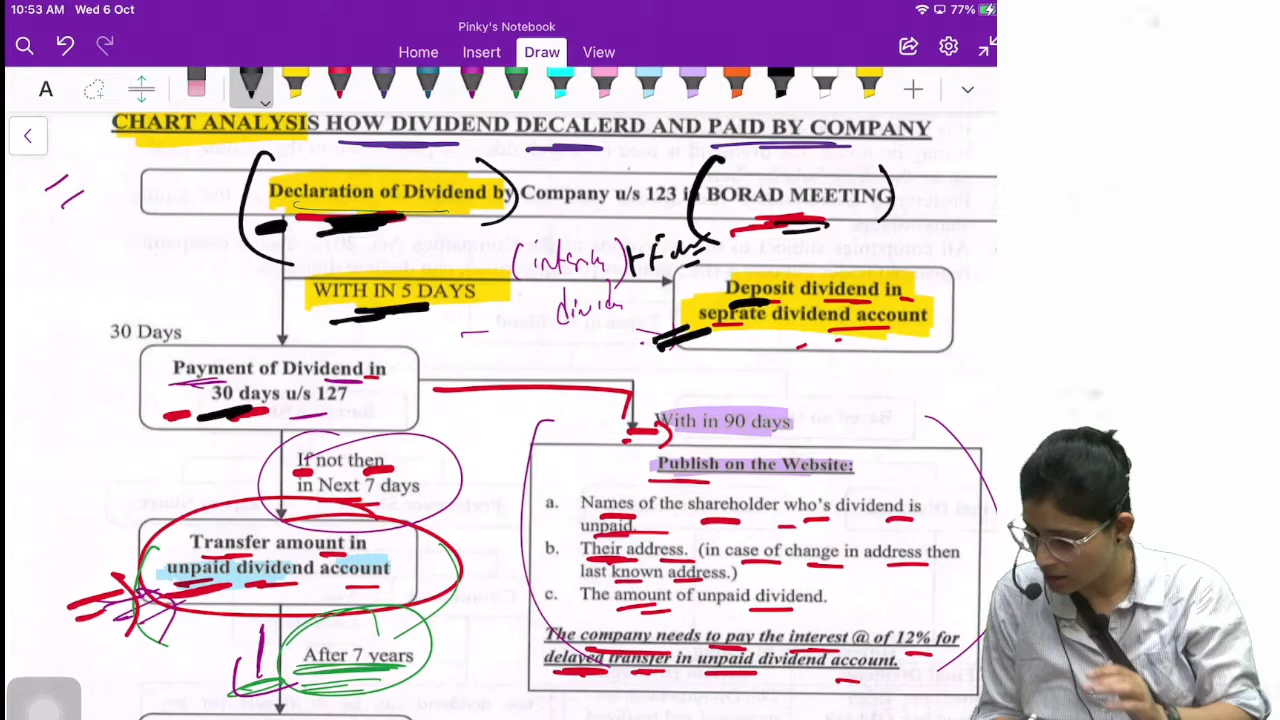 10:53 AM Wed 6 Oct
77%
Pinky's Notebook
Home Insert Draw View
A
CHART ANALYSIS HOW DIVIDEND DECALERD AND PAID BY COMPANY
Declaration of Dividend by Company u/s 123 in BORAD MEETING
WITH IN 5 DAYS
Deposit dividend in
seprate dividend account
30 Days
Payment of Dividend in
30 days u/s 127
With in 90 days
If not then
in Next 7 days
Publish on the Website:
a. Names of the shareholder who's dividend is
unpaid.
b. Their address. (in case of change in address then
last known address.)
c. The amount of unpaid dividend.
Transfer amount in
unpaid dividend account
The company needs to pay the interest @ of 12% for
delayed transfer in unpaid dividend account.
After 7 years